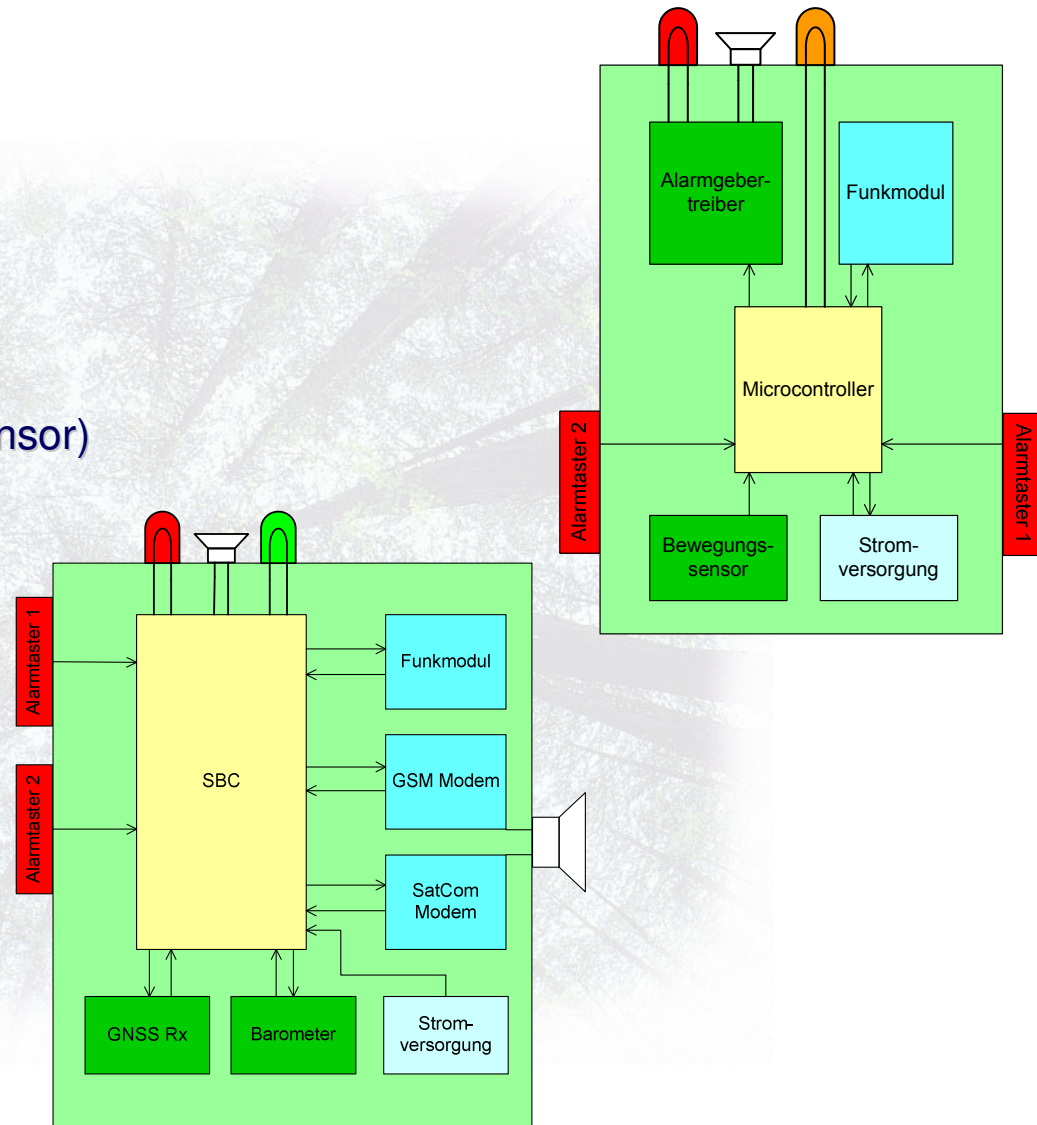 Alarmgeber-
treiber
Funkmodul
Microcontroller
Alarmtaster 2
Alarmtaster 1
Bewegungs-
sensor
Strom-
versorgung
nsor)
Alarmtaster 1
Alarmtaster 2
SBC
Funkmodul
GSM Modem
SatCom
Modem
GNSS Rx
Barometer
Strom-
versorgung